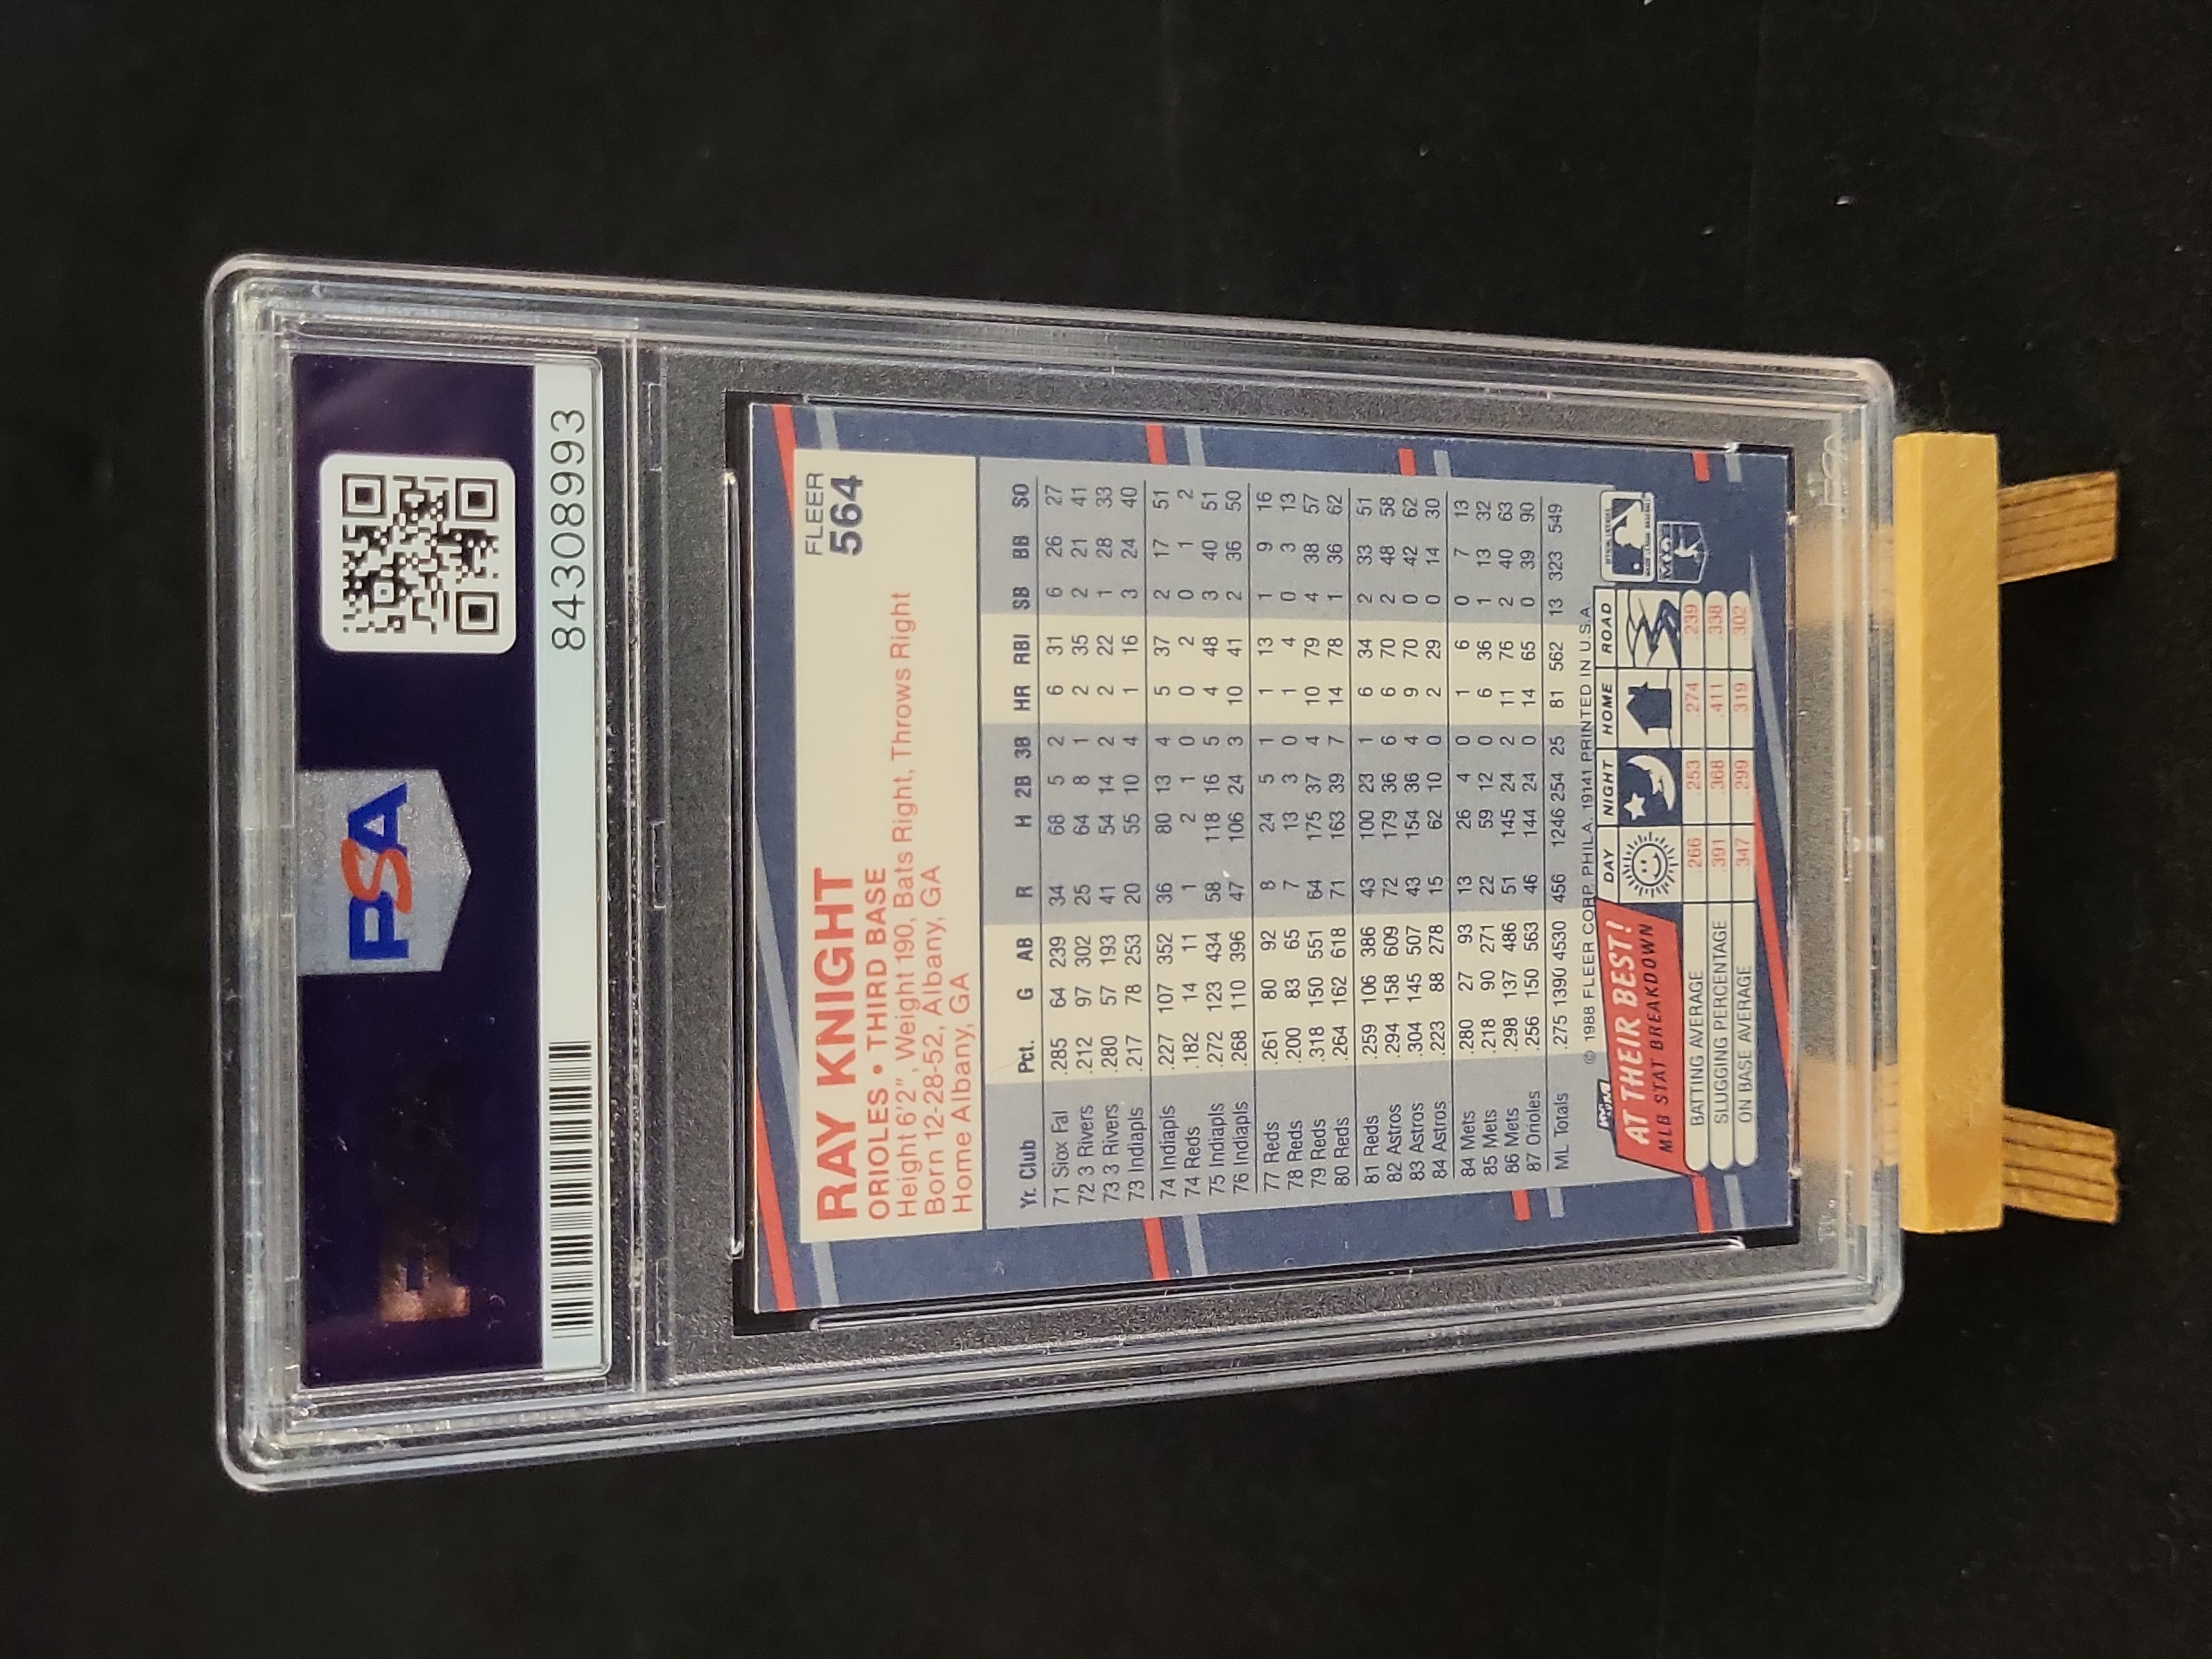 PSA
84308993
FLEER
564
RAY KNIGHT
ORIOLES • THIRD BASE
Height 6'2", Weight 190, Bats Right, Throws Right
Born 12-28-52, Albany, GA
Home Albany, GA
Yr. Club Pct. G AB R H 2B 3B HR RBI SB BB SO
71 Siox Fal .285 64 239 34 68 5 2 6 31 6 26 27
72 3 Rivers .212 97 302 25 64 8 1 2 35 2 21 41
73 3 Rivers .280 57 193 41 54 14 2 2 22 1 28 33
73 Indiapls .217 78 253 20 55 10 4 1 16 3 24 40
74 Indiapls .227 107 352 36 80 13 4 5 37 2 17 51
74 Reds .182 14 11 1 2 1 0 0 2 0 1 2
75 Indiapls .272 123 434 58 118 16 5 4 48 3 40 51
76 Indiapls .268 110 396 47 106 24 3 10 41 2 36 50
77 Reds .261 80 92 8 24 5 1 1 13 1 9 16
78 Reds .200 83 65 7 13 3 0 1 4 0 3 13
79 Reds .318 150 551 64 175 37 4 10 79 4 38 57
80 Reds .264 162 618 71 163 39 7 14 78 1 36 62
81 Reds .259 106 386 43 100 23 1 6 34 2 33 51
82 Astros .294 158 609 72 179 36 6 6 70 2 48 58
83 Astros .304 145 507 43 154 36 4 9 70 0 42 62
84 Astros .223 88 278 15 62 10 0 2 29 0 14 30
84 Mets .280 27 93 13 26 4 0 1 6 0 7 13
85 Mets .218 90 271 22 59 12 0 6 36 1 13 32
86 Mets .298 137 486 51 145 24 2 11 76 2 40 63
87 Orioles .256 150 563 46 144 24 0 14 65 0 39 90
ML Totals .275 1390 4530 456 1246 254 25 81 562 13 323 549
© 1988 FLEER CORP. PHILA. 19141 PRINTED IN U.S.A.
AT THEIR BEST!
MLB STAT BREAKDOWN
DAY NIGHT HOME ROAD
BATTING AVERAGE .266 .253 .274 .239
SLUGGING PERCENTAGE .391 .368 .411 .338
ON BASE AVERAGE .347 .299 .319 .302